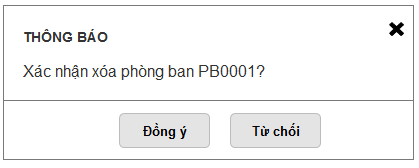 THÔNG BÁO
Xác nhận xóa phòng ban PB0001?
Đồng ý Từ chối